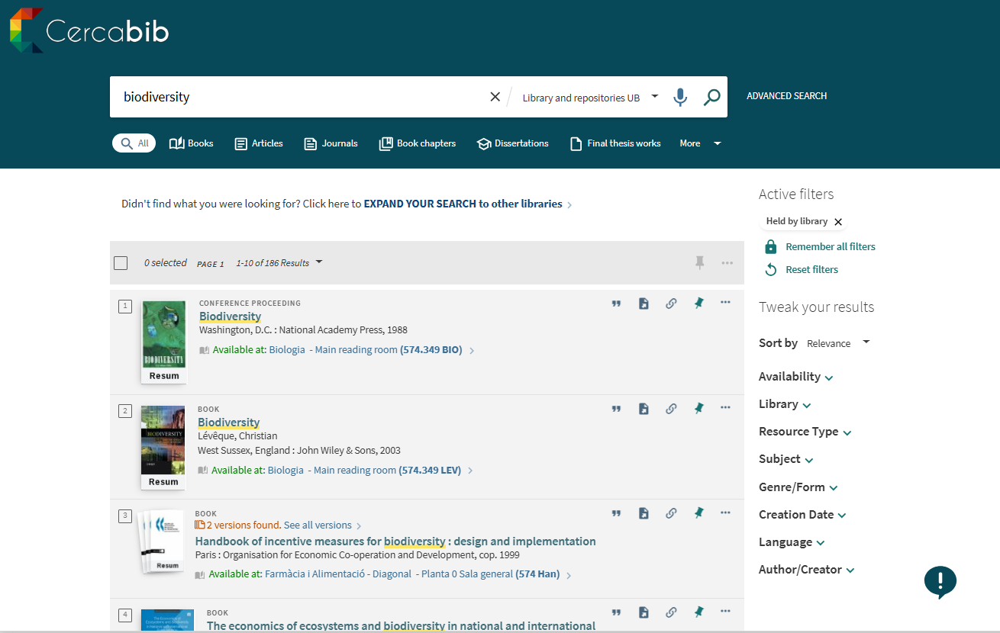 Cercabib
biodiversity
Library and repositories UB
ADVANCED SEARCH
All
Books
Articles
Journals
Book chapters
Dissertations
Final thesis works
More
Didn't find what you were looking for? Click here to EXPAND YOUR SEARCH to other libraries
0 selected PAGE 1 1-10 of 186 Results
1
BIODIVERSITY
Resum
CONFERENCE PROCEEDING
Biodiversity
Washington, D.C. : National Academy Press, 1988
Available at: Biologia - Main reading room (574.349 BIO)
2
BIODIVERSITY
Resum
BOOK
Biodiversity
Lévêque, Christian
West Sussex, England : John Wiley & Sons, 2003
Available at: Biologia - Main reading room (574.349 LEV)
3
Resum
BOOK
2 versions found. See all versions
Handbook of incentive measures for biodiversity : design and implementation
Paris : Organisation for Economic Co-operation and Development, cop. 1999
Available at: Farmàcia i Alimentació - Diagonal - Planta 0 Sala general (574 Han)
4
BOOK
The economics of ecosystems and biodiversity in national and international
Active filters
Held by library
Remember all filters
Reset filters
Tweak your results
Sort by Relevance
Availability
Library
Resource Type
Subject
Genre/Form
Creation Date
Language
Author/Creator